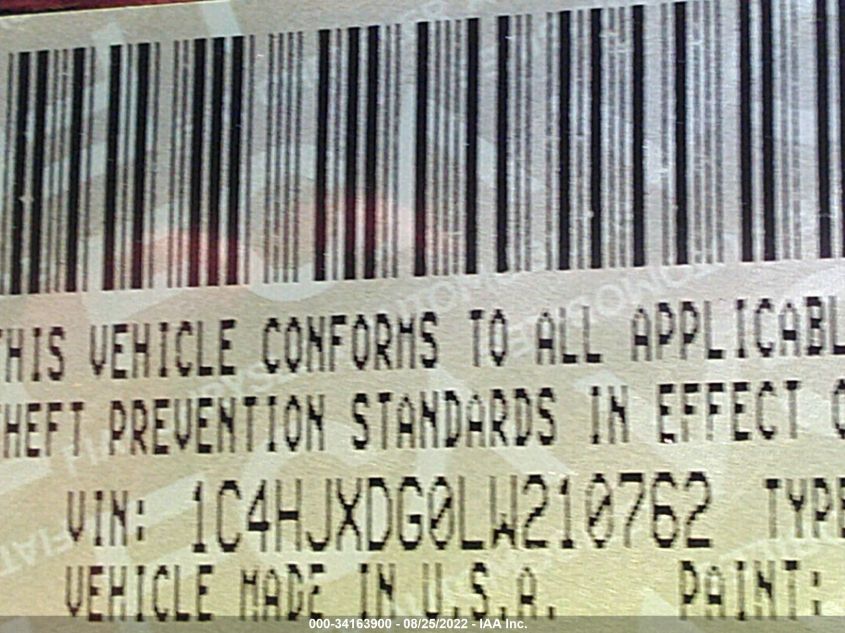 THIS VEHICLE CONFORMS TO ALL APPLICABL
THEFT PREVENTION STANDARDS IN EFFECT O
VIN: 1C4HJXDG0LW210762 TYPE
VEHICLE MADE IN U.S.A. PAINT:
000-34163900 - 08/25/2022 - IAA Inc.